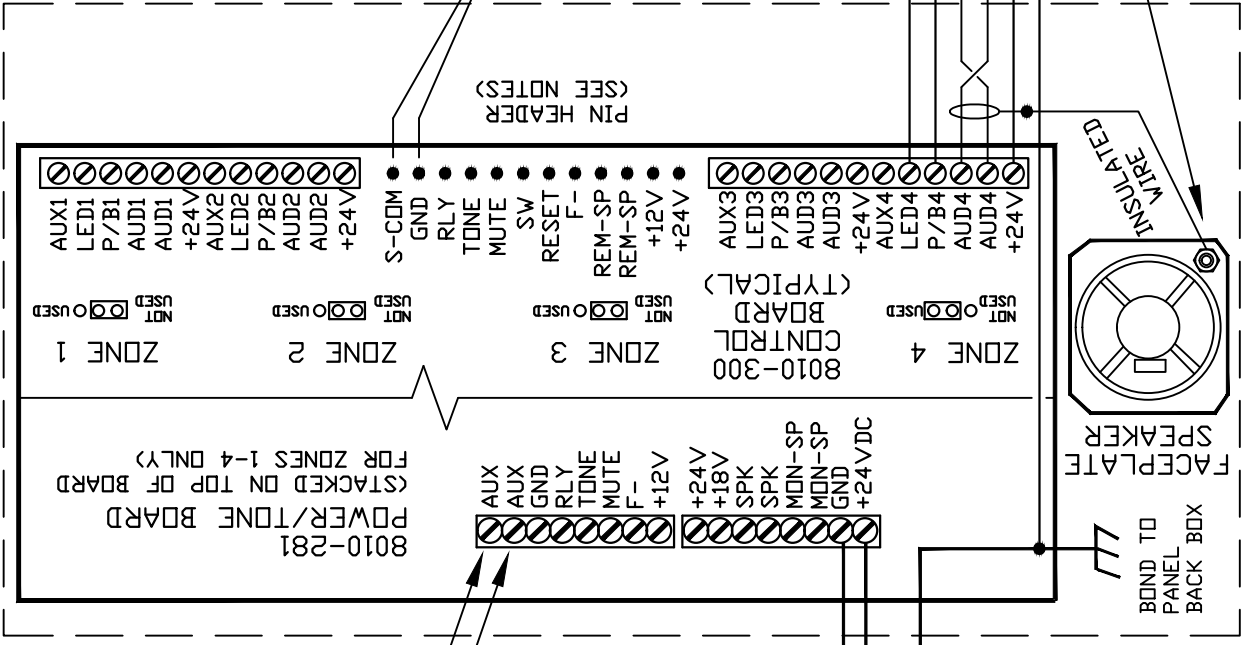 PIN HEADER
(SEE NOTES)
INSULATED
WIRE
AUX1
LED1
P/B1
AUD1
AUD1
+24V
AUX2
LED2
P/B2
AUD2
AUD2
+24V
S-COM
GND
RLY
TONE
MUTE
SW
RESET
F-
REM-SP
REM-SP
+12V
+24V
AUX3
LED3
P/B3
AUD3
AUD3
+24V
AUX4
LED4
P/B4
AUD4
AUD4
+24V
USED
NOT
USED
ZONE 1
USED
NOT
USED
ZONE 2
USED
NOT
USED
ZONE 3
8010-300
CONTROL
BOARD
(TYPICAL)
USED
NOT
USED
ZONE 4
FACEPLATE
SPEAKER
8010-281
POWER/TONE BOARD
(STACKED ON TOP OF BOARD
FOR ZONES 1-4 ONLY)
AUX
AUX
GND
RLY
TONE
MUTE
F-
+12V
+24V
+18V
SPK
SPK
MON-SP
MON-SP
GND
+24VDC
BOND TO
PANEL
BACK BOX